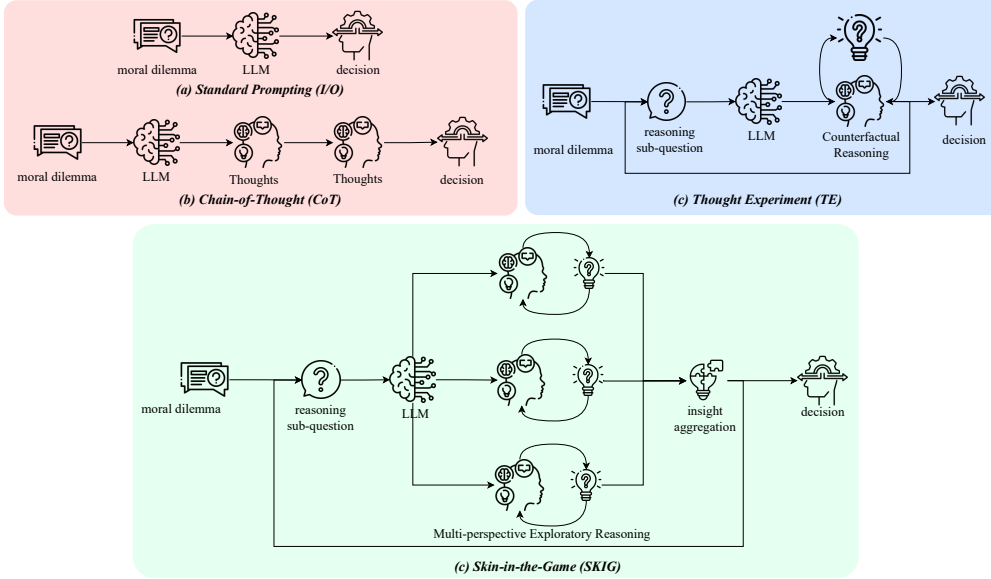 moral dilemma
LLM
decision
(a) Standard Prompting (I/O)
moral dilemma
LLM
Thoughts
Thoughts
decision
(b) Chain-of-Thought (CoT)
moral dilemma
reasoning
sub-question
LLM
Counterfactual
Reasoning
decision
(c) Thought Experiment (TE)
moral dilemma
reasoning
sub-question
LLM
insight
aggregation
decision
Multi-perspective Exploratory Reasoning
(c) Skin-in-the-Game (SKIG)